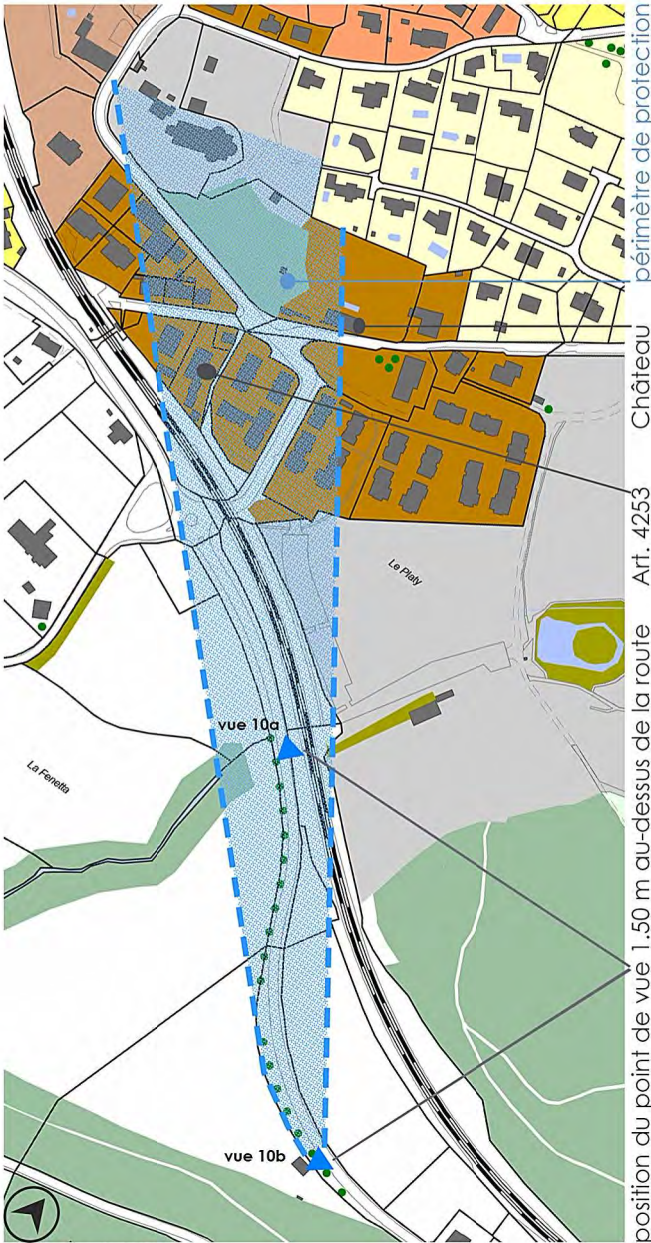 vue 10a
La Fenetta
Le Platy
vue 10b
position du point de vue 1.50 m au-dessus de la route
Art. 4253
Château
périmètre de protection